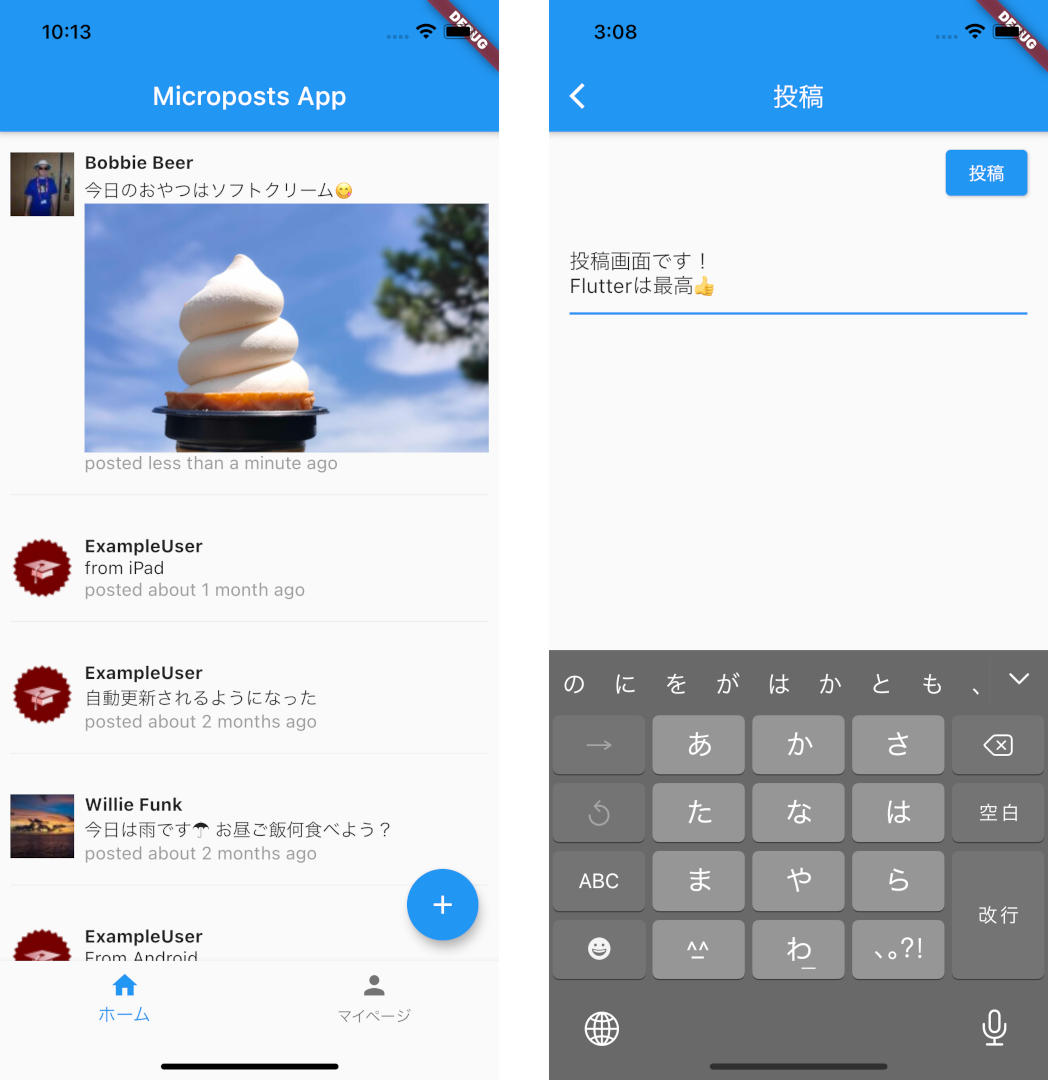 10:13
DEBUG
Microposts App
Bobbie Beer
今日のおやつはソフトクリーム😋
posted less than a minute ago
ExampleUser
from iPad
posted about 1 month ago
ExampleUser
自動更新されるようになった
posted about 2 months ago
Willie Funk
今日は雨です☂ お昼ご飯何食べよう？
posted about 2 months ago
ExampleUser
From Android
ホーム
マイページ
3:08
DEBUG
投稿
投稿
投稿画面です！
Flutterは最高👍
の に を が は か と も 、
→ あ か さ
た な は 空白
ABC ま や ら
改行
^^ わ 、。?!